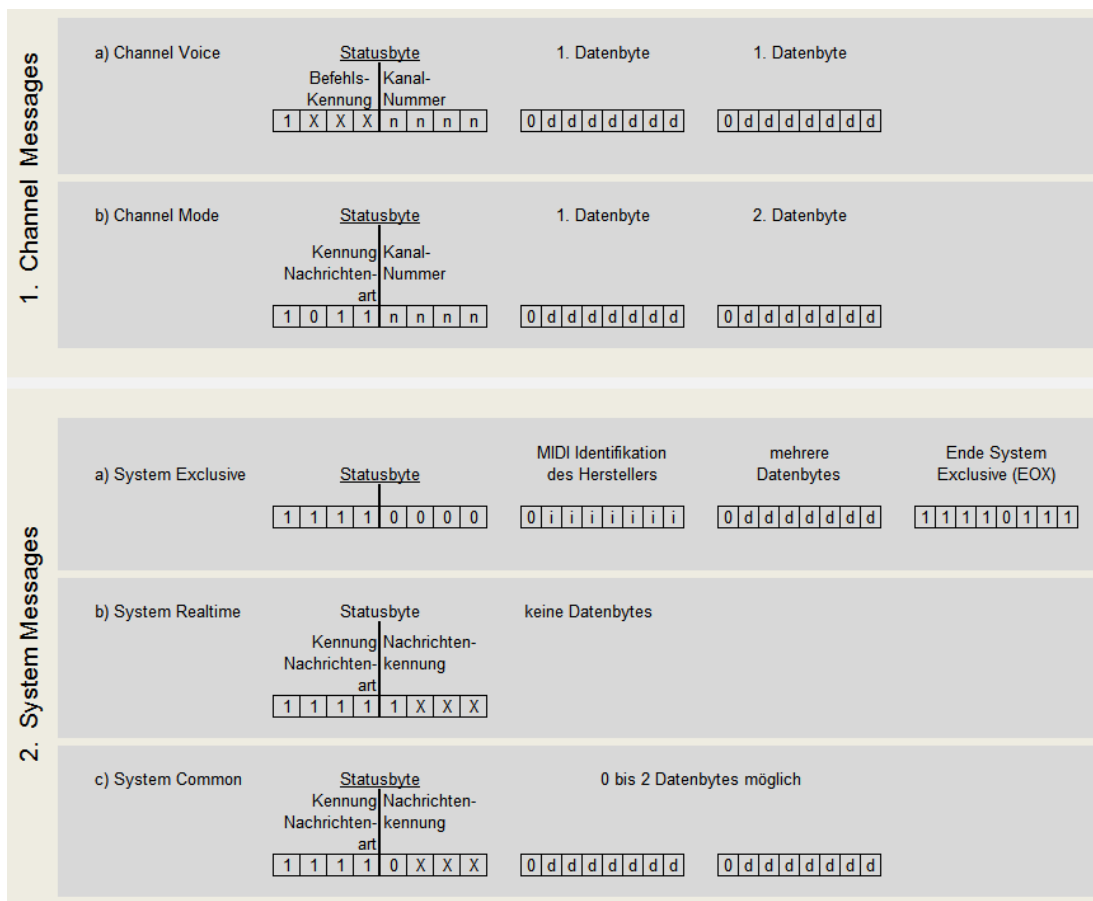 1. Channel Messages
a) Channel Voice
Statusbyte
1. Datenbyte
1. Datenbyte
Befehls- Kanal-
Kennung Nummer
1 X X X n n n n
0 d d d d d d d
0 d d d d d d d
b) Channel Mode
Statusbyte
1. Datenbyte
2. Datenbyte
Kennung Kanal-
Nachrichten- Nummer
art
1 0 1 1 n n n n
0 d d d d d d d
0 d d d d d d d
2. System Messages
a) System Exclusive
Statusbyte
MIDI Identifikation
des Herstellers
mehrere
Datenbytes
Ende System
Exclusive (EOX)
1 1 1 1 0 0 0 0
0 i i i i i i i
0 d d d d d d d
1 1 1 1 0 1 1 1
b) System Realtime
Statusbyte
keine Datenbytes
Kennung Nachrichten-
Nachrichten- kennung
art
1 1 1 1 1 X X X
c) System Common
Statusbyte
0 bis 2 Datenbytes möglich
Kennung Nachrichten-
Nachrichten- kennung
art
1 1 1 1 0 X X X
0 d d d d d d d
0 d d d d d d d